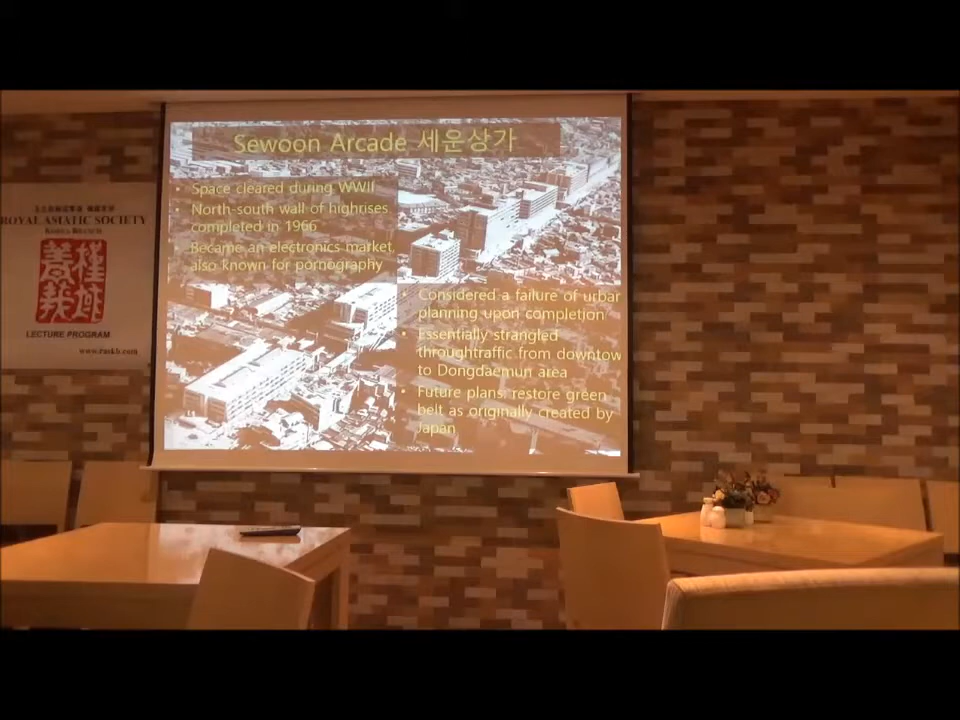 Sewoon Arcade 세운상가
• Space cleared during WWII
• North-south wall of highrises
completed in 1966
• Became an electronics market,
also known for pornography
• Considered a failure of urban
planning upon completion
• Essentially strangled
throughtraffic from downtown
to Dongdaemun area
• Future plans: restore green
belt as originally created by
Japan
ROYAL ASIATIC SOCIETY
KOREA BRANCH
LECTURE PROGRAM
www.raskb.com